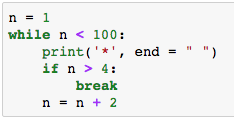 n = 1
while n < 100:
    print('*', end = " ")
    if n > 4:
        break
    n = n + 2